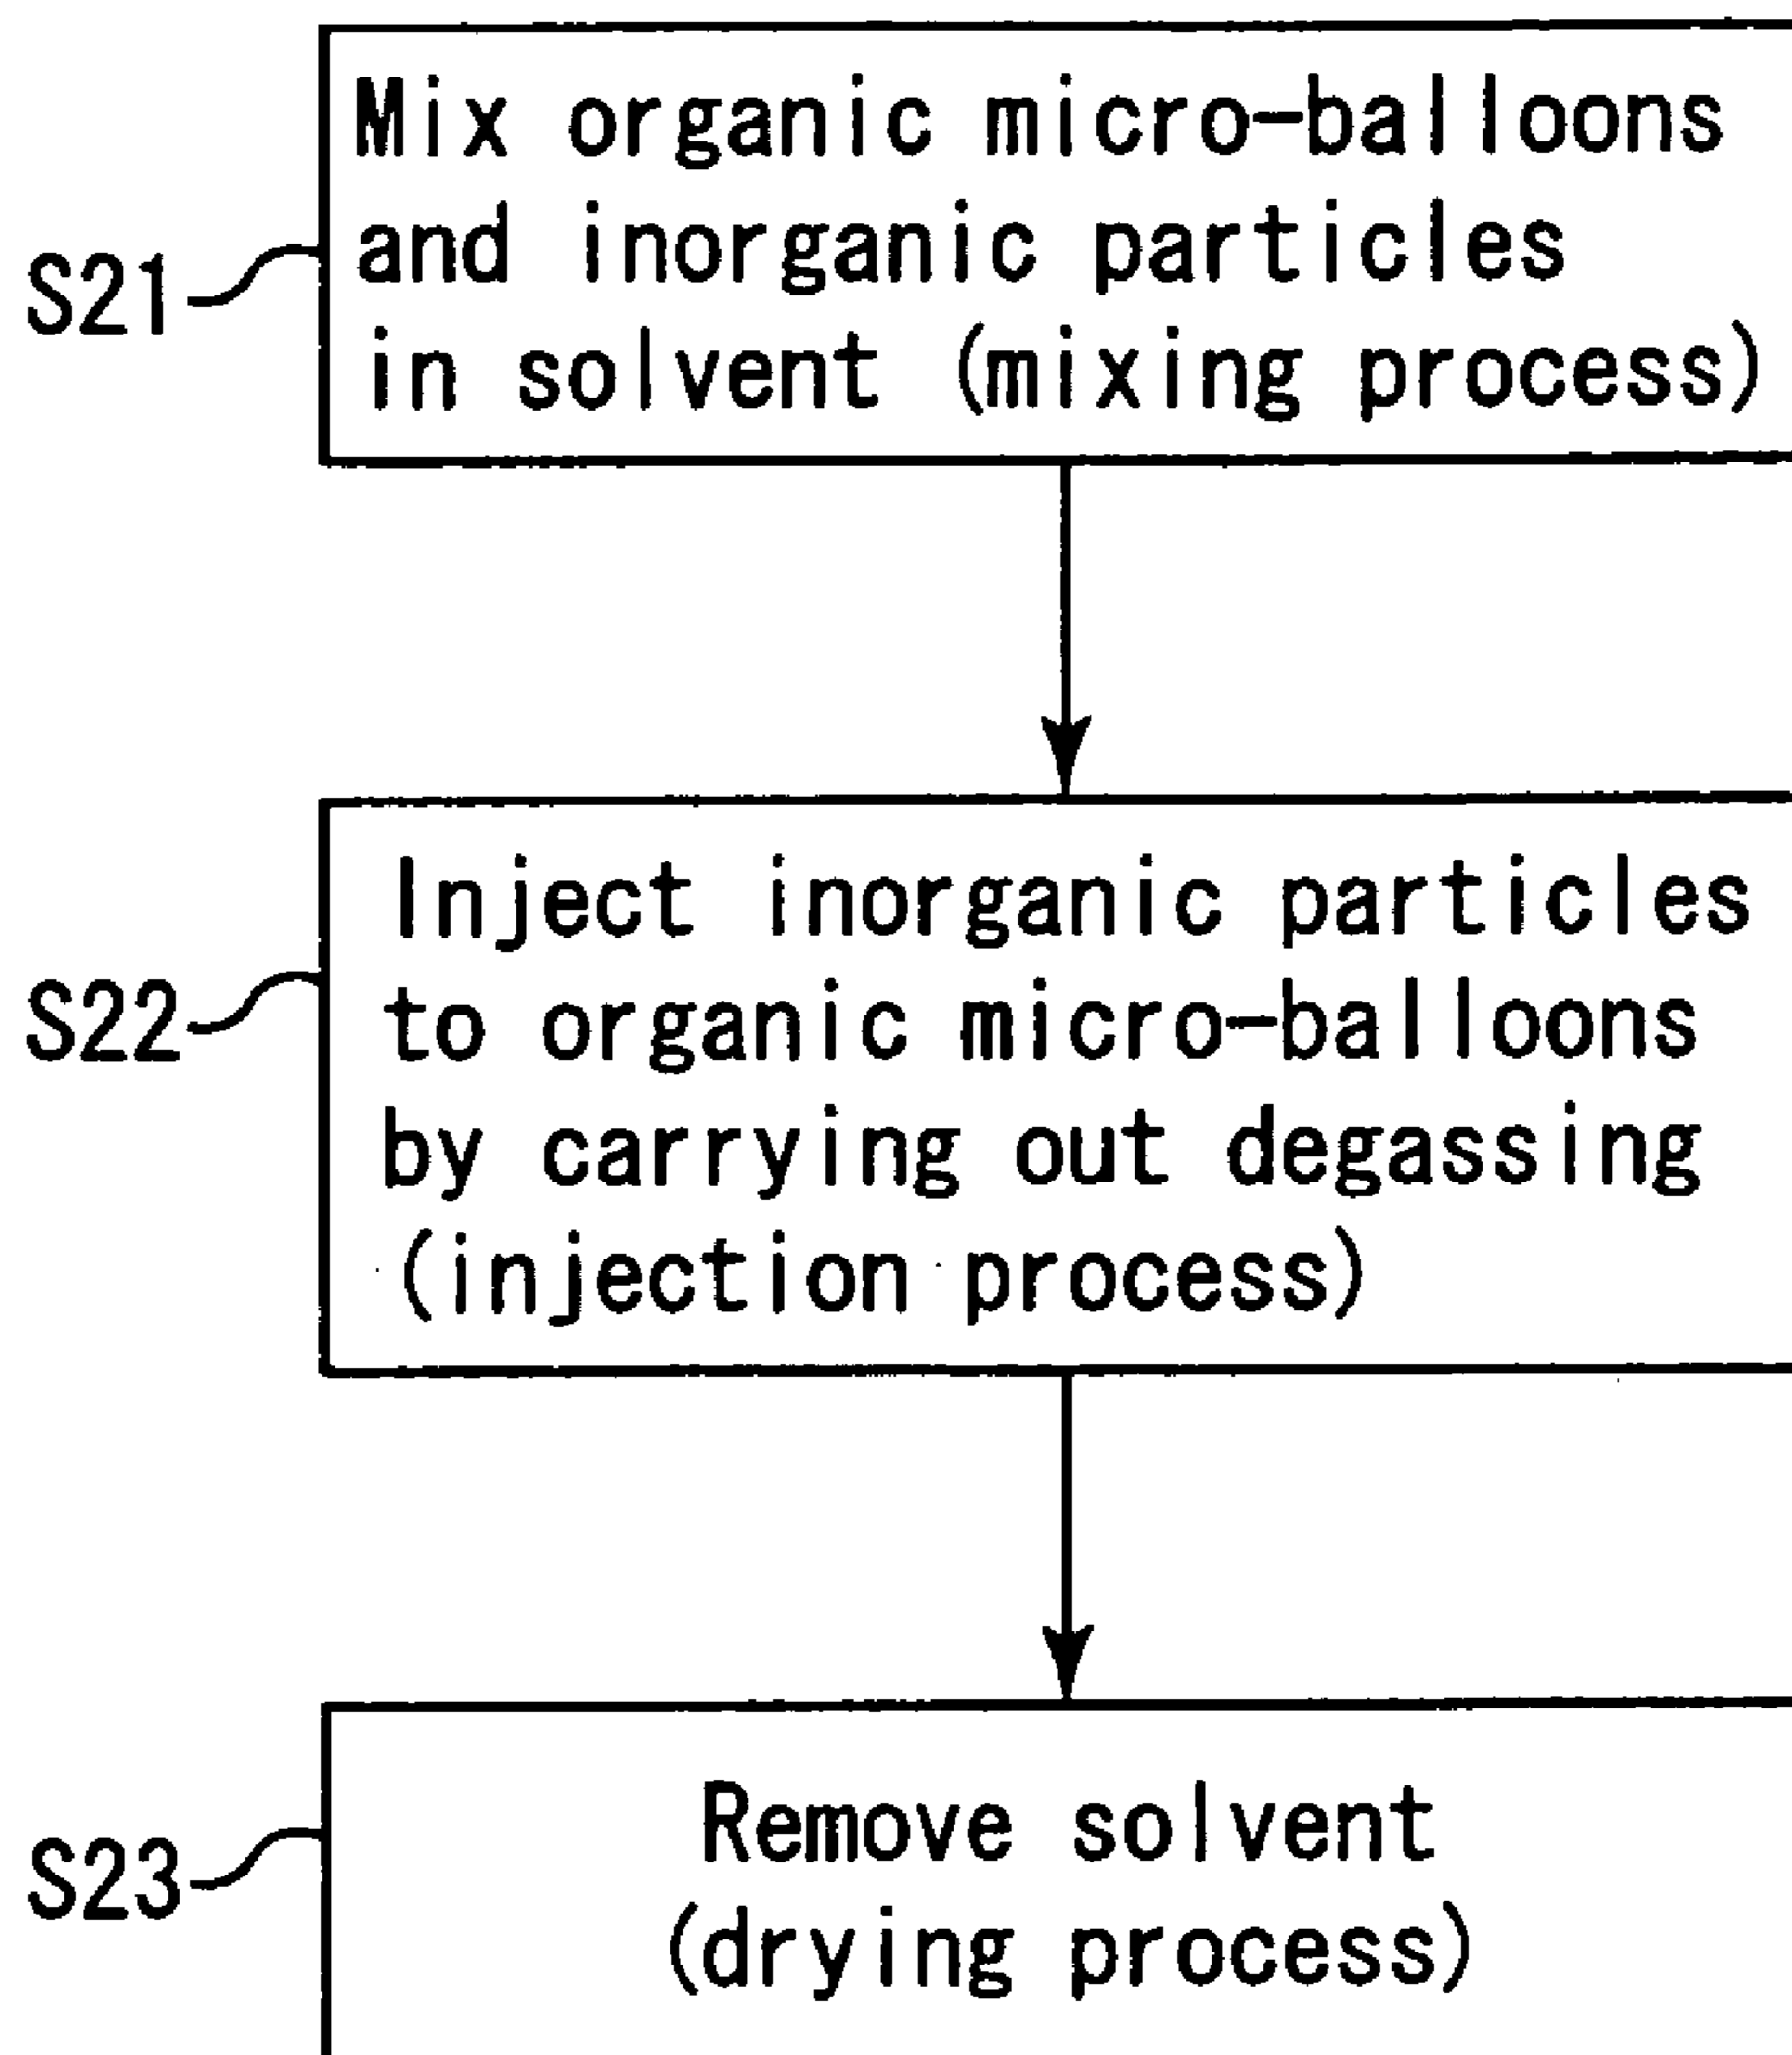 Mix organic micro-balloons
and inorganic particles
in solvent (mixing process)
S21
Inject inorganic particles
to organic micro-balloons
by carrying out degassing
(injection process)
S22
Remove solvent
(drying process)
S23